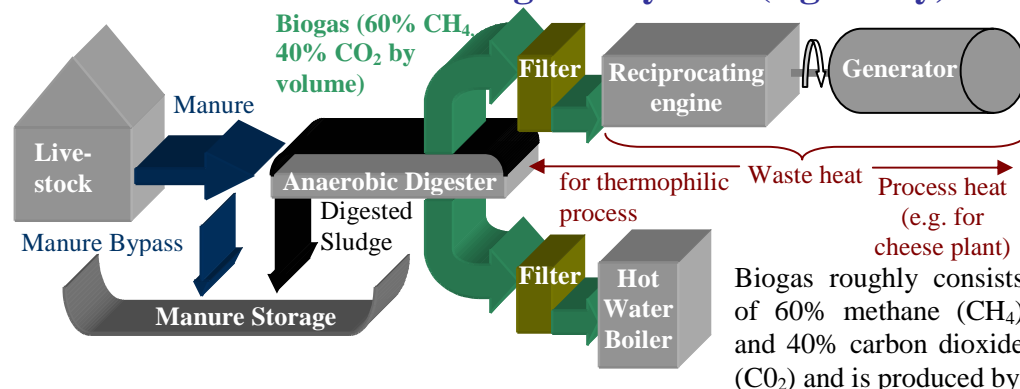 Biogas (60% CH4,
40% CO2 by
volume)
Filter
Reciprocating
engine
Generator
Manure
Live-
stock
Anaerobic Digester
for thermophilic
process
Waste heat
Process heat
(e.g. for
cheese plant)
Manure Bypass
Digested
Sludge
Filter
Hot
Water
Boiler
Manure Storage
Biogas roughly consists
of 60% methane (CH4)
and 40% carbon dioxide
(C02) and is produced by